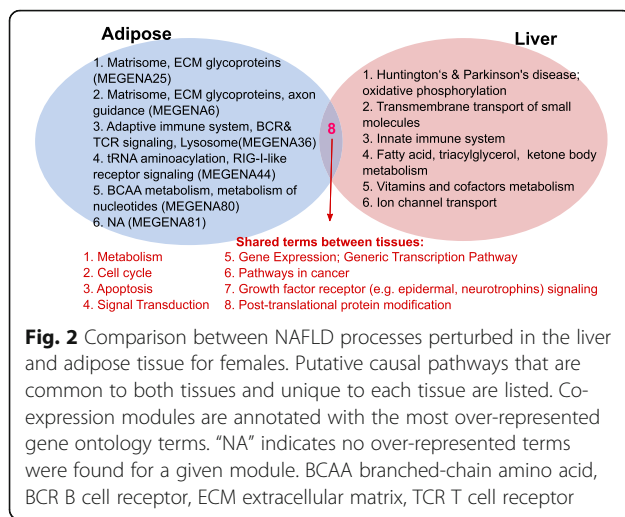 Adipose
1. Matrisome, ECM glycoproteins
(MEGENA25)
2. Matrisome, ECM glycoproteins, axon
guidance (MEGENA6)
3. Adaptive immune system, BCR&
TCR signaling, Lysosome(MEGENA36)
4. tRNA aminoacylation, RIG-I-like
receptor signaling (MEGENA44)
5. BCAA metabolism, metabolism of
nucleotides (MEGENA80)
6. NA (MEGENA81)
8
Liver
1. Huntington's & Parkinson's disease;
oxidative phosphorylation
2. Transmembrane transport of small
molecules
3. Innate immune system
4. Fatty acid, triacylglycerol, ketone body
metabolism
5. Vitamins and cofactors metabolism
6. Ion channel transport
Shared terms between tissues:
1. Metabolism
2. Cell cycle
3. Apoptosis
4. Signal Transduction
5. Gene Expression; Generic Transcription Pathway
6. Pathways in cancer
7. Growth factor receptor (e.g. epidermal, neurotrophins) signaling
8. Post-translational protein modification
Fig. 2 Comparison between NAFLD processes perturbed in the liver
and adipose tissue for females. Putative causal pathways that are
common to both tissues and unique to each tissue are listed. Co-
expression modules are annotated with the most over-represented
gene ontology terms. “NA” indicates no over-represented terms
were found for a given module. BCAA branched-chain amino acid,
BCR B cell receptor, ECM extracellular matrix, TCR T cell receptor